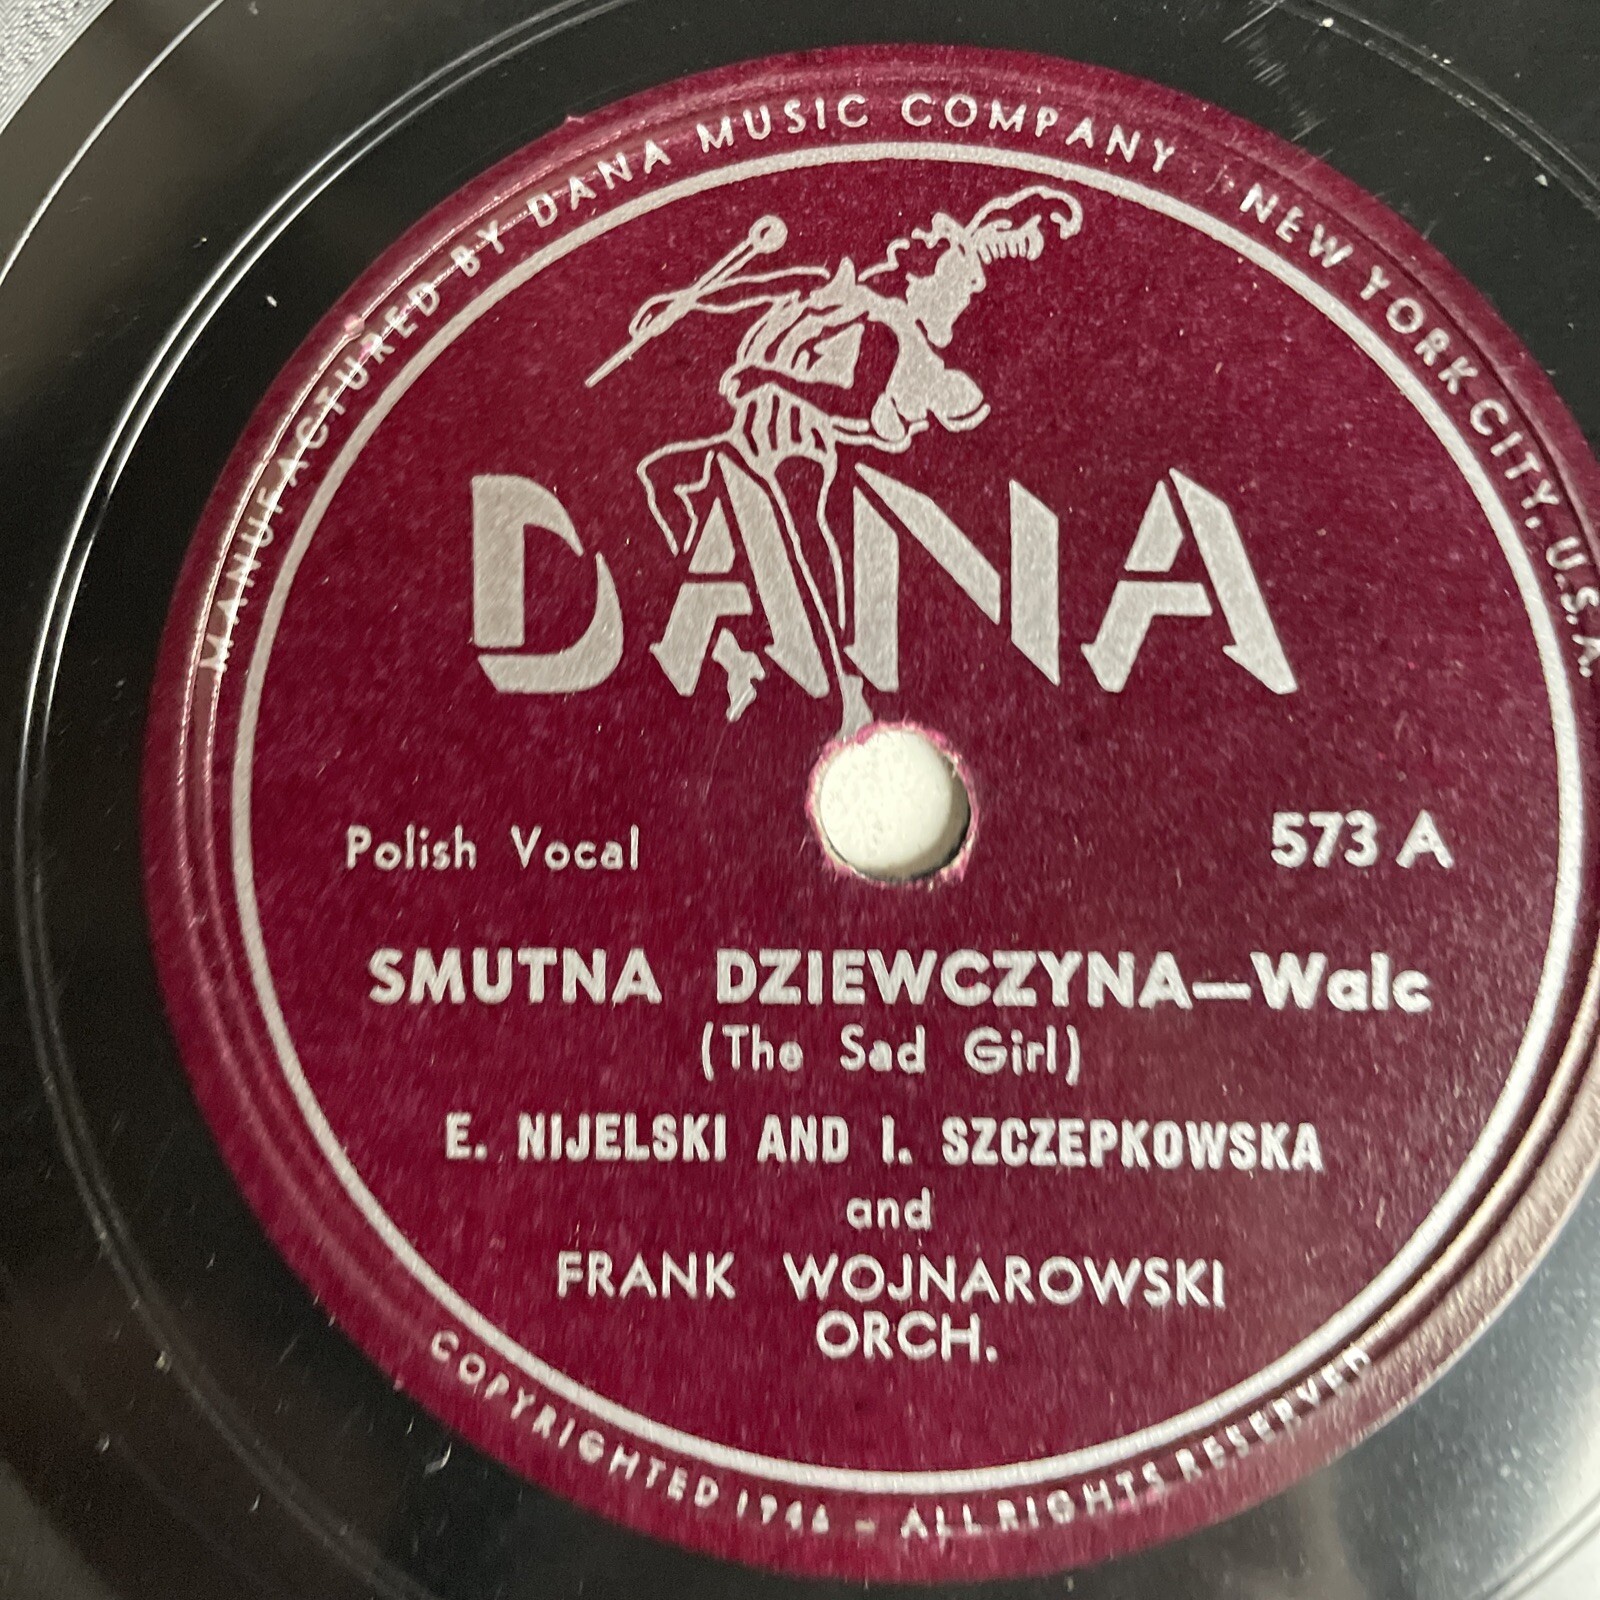 MANUFACTURED BY DANA MUSIC COMPANY NEW YORK CITY, U.S.A.
DANA
Polish Vocal
573 A
SMUTNA DZIEWCZYNA—Walc
(The Sad Girl)
E. NIJELSKI AND I. SZCZEPKOWSKA
and
FRANK WOJNAROWSKI
ORCH.
COPYRIGHTED 1946 - ALL RIGHTS RESERVED